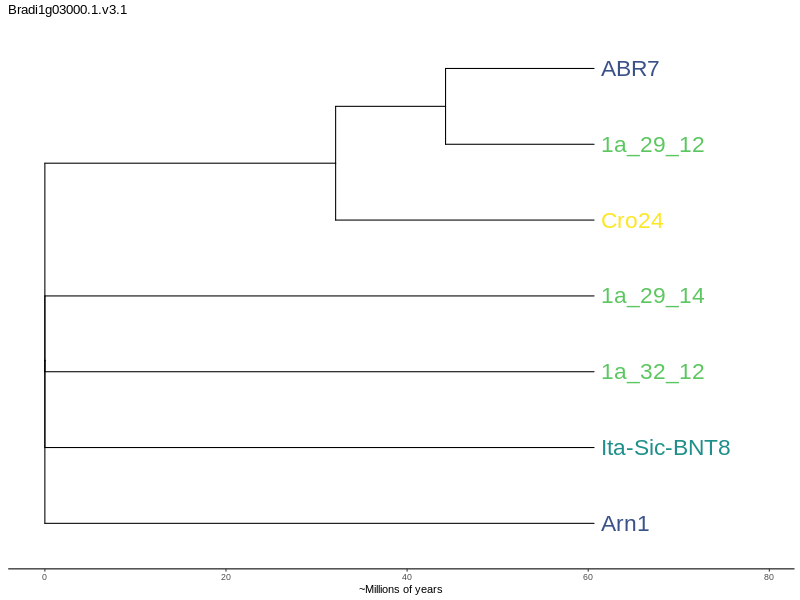 Bradi1g03000.1.v3.1
ABR7
1a_29_12
Cro24
1a_29_14
1a_32_12
Ita-Sic-BNT8
Arn1
0 20 40 60 80
~Millions of years